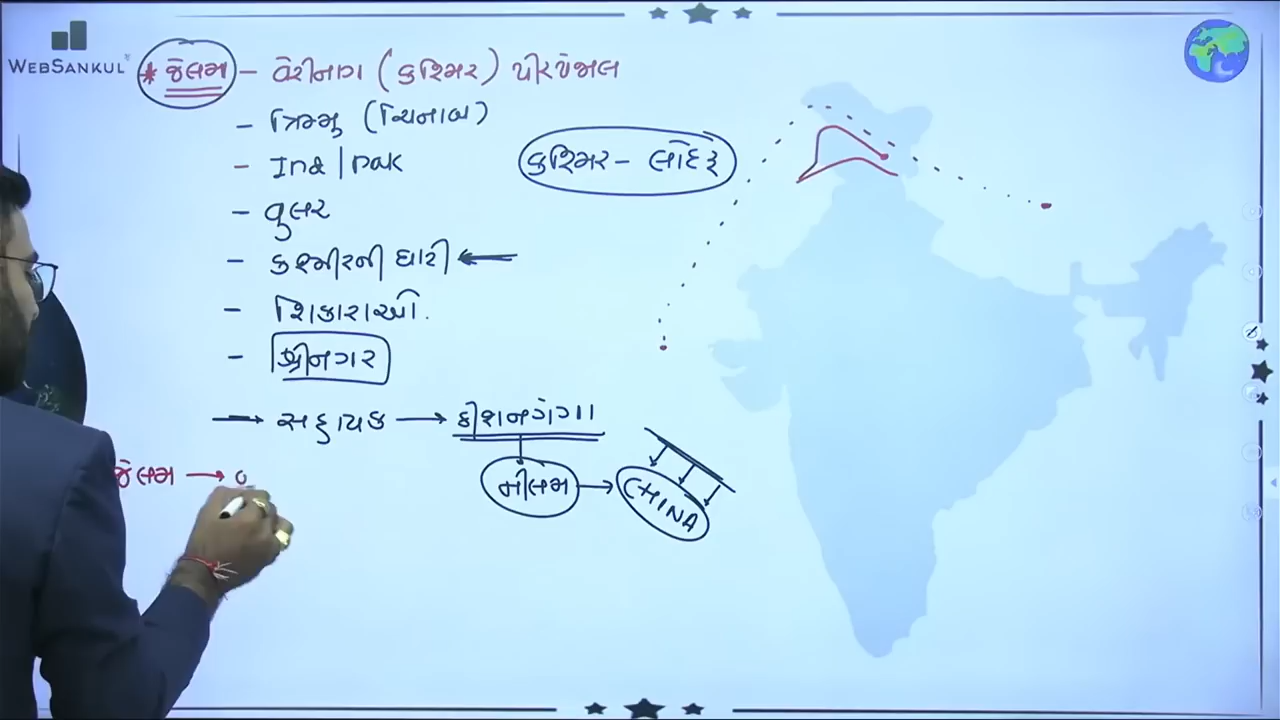 WEBSANKUL
* જેલમ - વેરીનાગ (કશ્મિર) પીરપંજાલ
- ત્રિમ્મુ (ચિનાબ)
- Ind | pak
કશ્મિર -
- વુલર
- કશ્મીરની ઘાટી ←
- શિકારાઓ.
- શ્રીનગર
→ સહાયક → કીશનગંગા
જેલમ →
નીલમ → CHINA